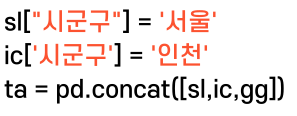 sl["시군구"] = '서울'
ic['시군구'] = '인천'
ta = pd.concat([sl,ic,gg])